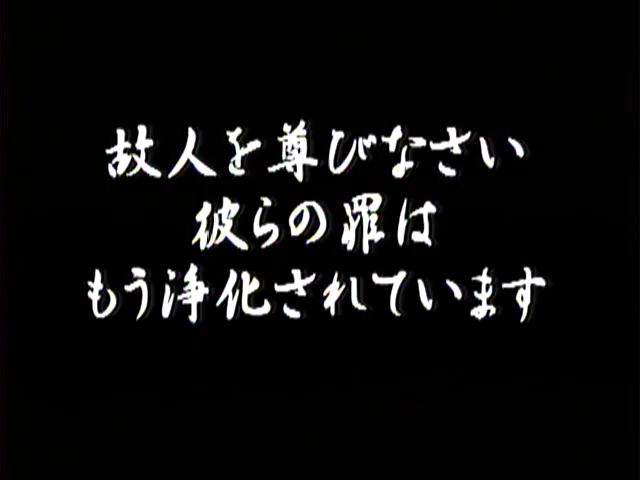 故人を尊びなさい
彼らの罪は
もう浄化されています